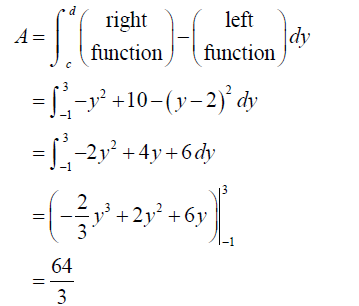 A = ∫_c^d (right function) − (left function) dy
= ∫_{−1}^{3} −y² + 10 − (y − 2)² dy
= ∫_{−1}^{3} −2y² + 4y + 6 dy
= (−2/3 y³ + 2y² + 6y)|_{−1}^{3}
= 64/3